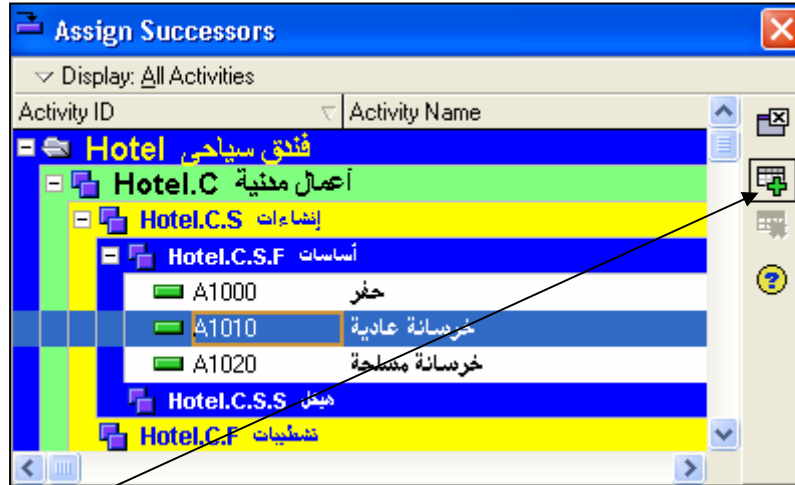 Assign Successors
Display: All Activities
Activity ID Activity Name
Hotel فندق سياحى
Hotel.C أعمال مدنية
Hotel.C.S إنشاءات
Hotel.C.S.F أساسات
A1000 حفر
A1010 خرسانة عادية
A1020 خرسانة مسلحة
Hotel.C.S.S هيكل
Hotel.C.F تشطيبات